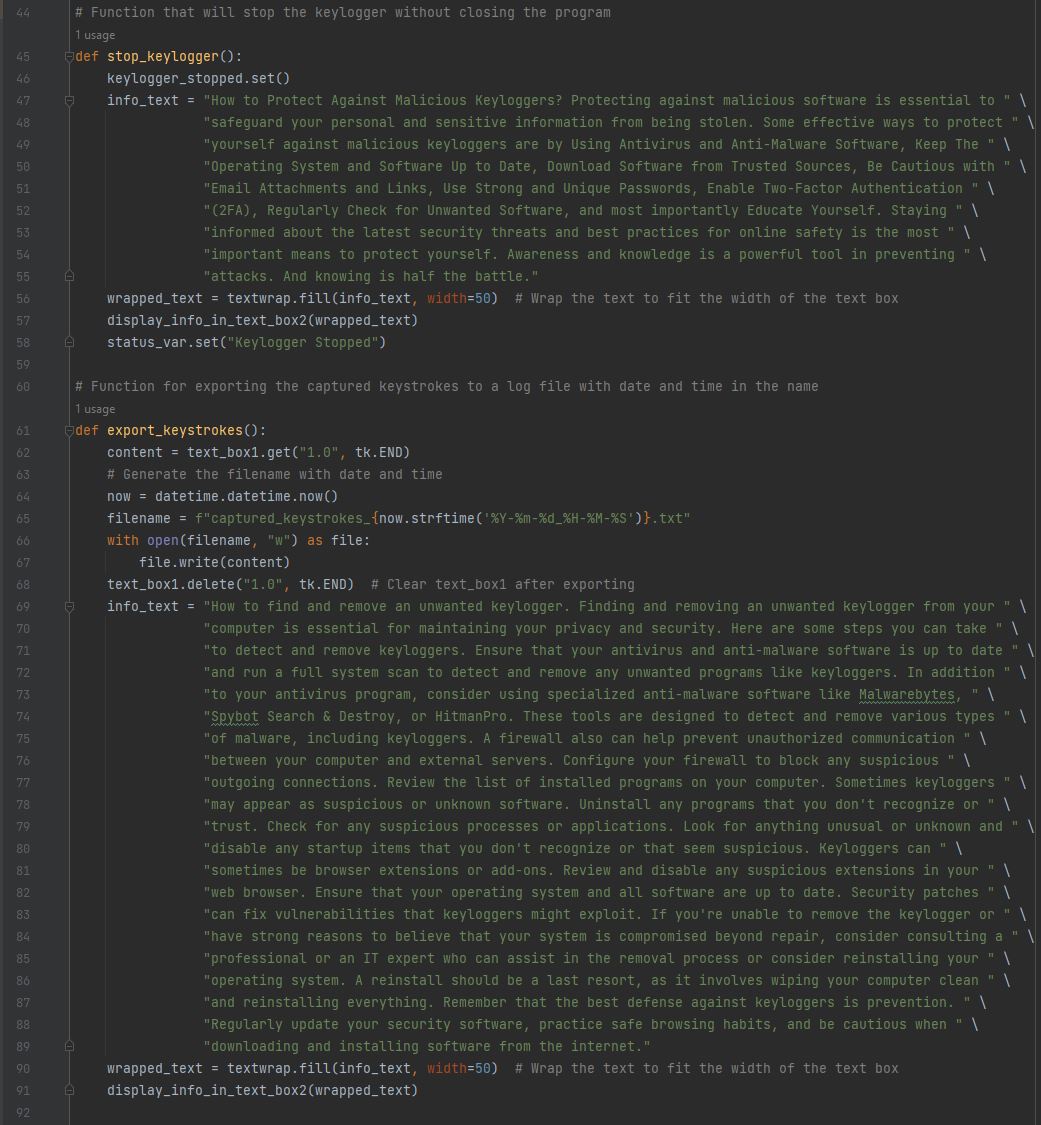 44 # Function that will stop the keylogger without closing the program
1 usage
45 def stop_keylogger():
46 keylogger_stopped.set()
47 info_text = "How to Protect Against Malicious Keyloggers? Protecting against malicious software is essential to " \
48 "safeguard your personal and sensitive information from being stolen. Some effective ways to protect " \
49 "yourself against malicious keyloggers are by Using Antivirus and Anti-Malware Software, Keep The " \
50 "Operating System and Software Up to Date, Download Software from Trusted Sources, Be Cautious with " \
51 "Email Attachments and Links, Use Strong and Unique Passwords, Enable Two-Factor Authentication " \
52 "(2FA), Regularly Check for Unwanted Software, and most importantly Educate Yourself. Staying " \
53 "informed about the latest security threats and best practices for online safety is the most " \
54 "important means to protect yourself. Awareness and knowledge is a powerful tool in preventing " \
55 "attacks. And knowing is half the battle."
56 wrapped_text = textwrap.fill(info_text, width=50)  # Wrap the text to fit the width of the text box
57 display_info_in_text_box2(wrapped_text)
58 status_var.set("Keylogger Stopped")
59
60 # Function for exporting the captured keystrokes to a log file with date and time in the name
1 usage
61 def export_keystrokes():
62 content = text_box1.get("1.0", tk.END)
63 # Generate the filename with date and time
64 now = datetime.datetime.now()
65 filename = f"captured_keystrokes_{now.strftime('%Y-%m-%d_%H-%M-%S')}.txt"
66 with open(filename, "w") as file:
67 file.write(content)
68 text_box1.delete("1.0", tk.END)  # Clear text_box1 after exporting
69 info_text = "How to find and remove an unwanted keylogger. Finding and removing an unwanted keylogger from your " \
70 "computer is essential for maintaining your privacy and security. Here are some steps you can take " \
71 "to detect and remove keyloggers. Ensure that your antivirus and anti-malware software is up to date " \
72 "and run a full system scan to detect and remove any unwanted programs like keyloggers. In addition " \
73 "to your antivirus program, consider using specialized anti-malware software like Malwarebytes, " \
74 "Spybot Search & Destroy, or HitmanPro. These tools are designed to detect and remove various types " \
75 "of malware, including keyloggers. A firewall also can help prevent unauthorized communication " \
76 "between your computer and external servers. Configure your firewall to block any suspicious " \
77 "outgoing connections. Review the list of installed programs on your computer. Sometimes keyloggers " \
78 "may appear as suspicious or unknown software. Uninstall any programs that you don't recognize or " \
79 "trust. Check for any suspicious processes or applications. Look for anything unusual or unknown and " \
80 "disable any startup items that you don't recognize or that seem suspicious. Keyloggers can " \
81 "sometimes be browser extensions or add-ons. Review and disable any suspicious extensions in your " \
82 "web browser. Ensure that your operating system and all software are up to date. Security patches " \
83 "can fix vulnerabilities that keyloggers might exploit. If you're unable to remove the keylogger or " \
84 "have strong reasons to believe that your system is compromised beyond repair, consider consulting a " \
85 "professional or an IT expert who can assist in the removal process or consider reinstalling your " \
86 "operating system. A reinstall should be a last resort, as it involves wiping your computer clean " \
87 "and reinstalling everything. Remember that the best defense against keyloggers is prevention. " \
88 "Regularly update your security software, practice safe browsing habits, and be cautious when " \
89 "downloading and installing software from the internet."
90 wrapped_text = textwrap.fill(info_text, width=50)  # Wrap the text to fit the width of the text box
91 display_info_in_text_box2(wrapped_text)
92